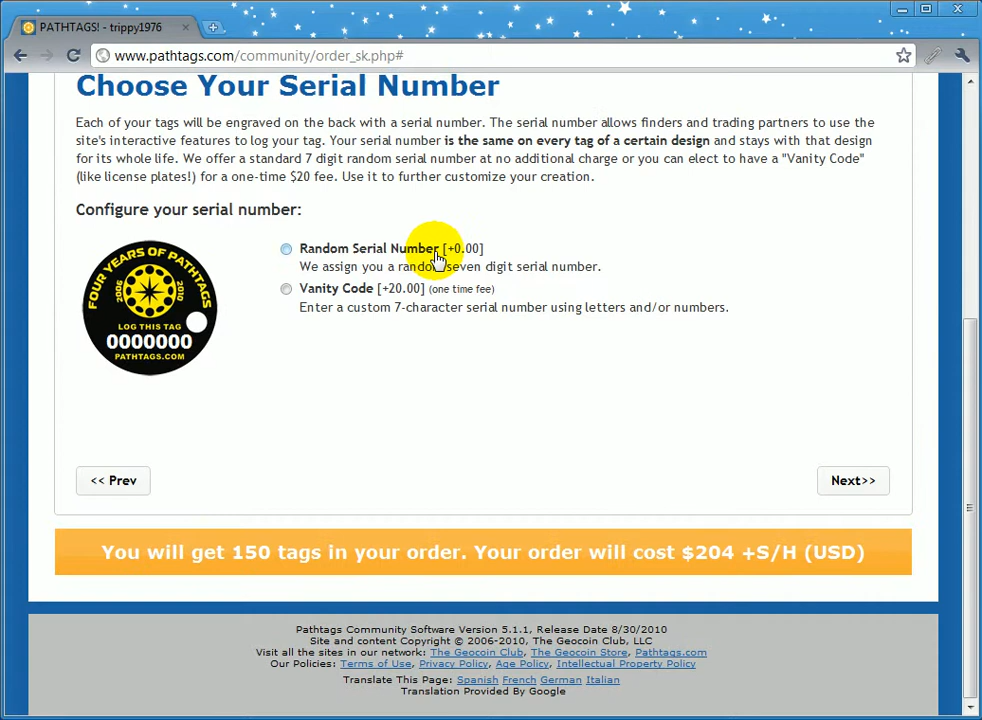 PATHTAGS! - trippy1976
www.pathtags.com/community/order_sk.php#
Choose Your Serial Number
Each of your tags will be engraved on the back with a serial number. The serial number allows finders and trading partners to use the
site's interactive features to log your tag. Your serial number is the same on every tag of a certain design and stays with that design
for its whole life. We offer a standard 7 digit random serial number at no additional charge or you can elect to have a "Vanity Code"
(like license plates!) for a one-time $20 fee. Use it to further customize your creation.
Configure your serial number:
FOUR YEARS OF PATHTAGS
2006 2010
LOG THIS TAG
0000000
PATHTAGS.COM
Random Serial Number [+0.00]
We assign you a random seven digit serial number.
Vanity Code [+20.00] (one time fee)
Enter a custom 7-character serial number using letters and/or numbers.
<< Prev
Next>>
You will get 150 tags in your order. Your order will cost $204 +S/H (USD)
Pathtags Community Software Version 5.1.1, Release Date 8/30/2010
Site and content Copyright © 2006-2010, The Geocoin Club, LLC
Visit all the sites in our network: The Geocoin Club, The Geocoin Store, Pathtags.com
Our Policies: Terms of Use, Privacy Policy, Age Policy, Intellectual Property Policy
Translate This Page: Spanish French German Italian
Translation Provided By Google